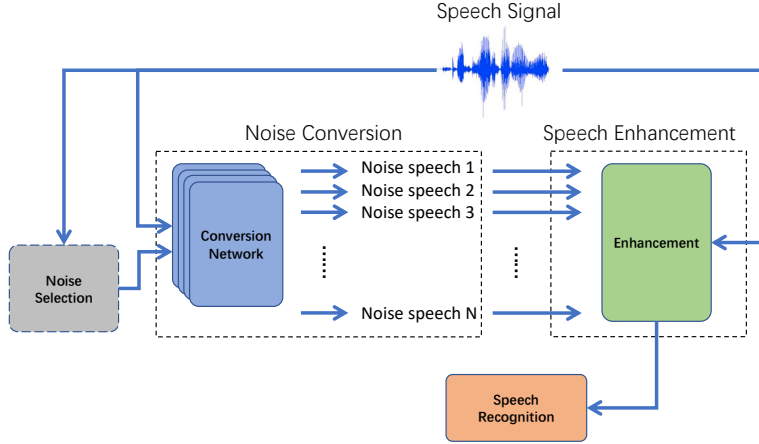 Speech Signal
Noise Conversion
Speech Enhancement
Noise speech 1
Noise speech 2
Noise speech 3
Conversion
Network
Enhancement
Noise
Selection
Noise speech N
Speech
Recognition